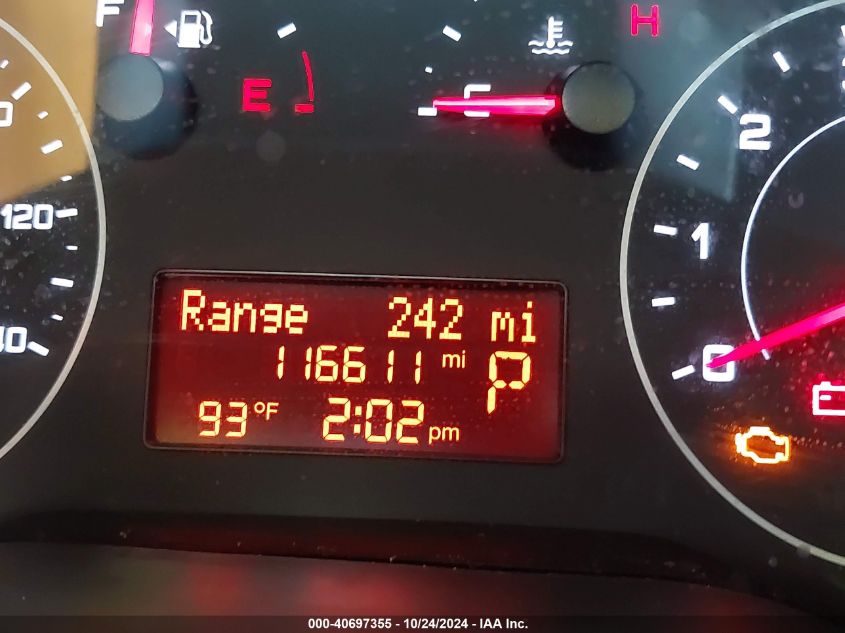 F
H
E
C
2
1
0
120
Range 242 mi
116611 mi P
93 °F 2:02 pm
000-40697355 - 10/24/2024 - IAA Inc.